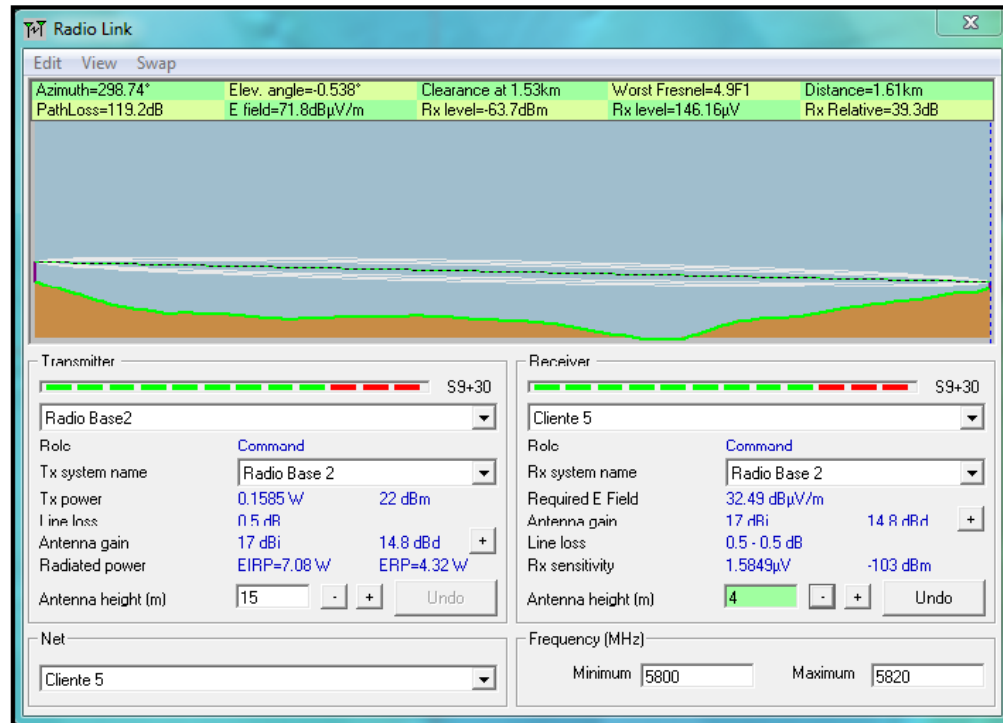 Radio Link
Edit View Swap
Azimuth=298.74° Elev. angle=-0.538° Clearance at 1.53km Worst Fresnel=4.9F1 Distance=1.61km
PathLoss=119.2dB E field=71.8dBµV/m Rx level=-63.7dBm Rx level=146.16µV Rx Relative=39.3dB
Transmitter
S9+30
Radio Base2
Role Command
Tx system name Radio Base 2
Tx power 0.1585 W 22 dBm
Line loss 0.5 dB
Antenna gain 17 dBi 14.8 dBd +
Radiated power EIRP=7.08 W ERP=4.32 W
Antenna height (m) 15 - + Undo
Net
Cliente 5
Receiver
S9+30
Cliente 5
Role Command
Rx system name Radio Base 2
Required E Field 32.49 dBµV/m
Antenna gain 17 dBi 14.8 dBd +
Line loss 0.5 - 0.5 dB
Rx sensitivity 1.5849µV -103 dBm
Antenna height (m) 4 - + Undo
Frequency (MHz)
Minimum 5800 Maximum 5820